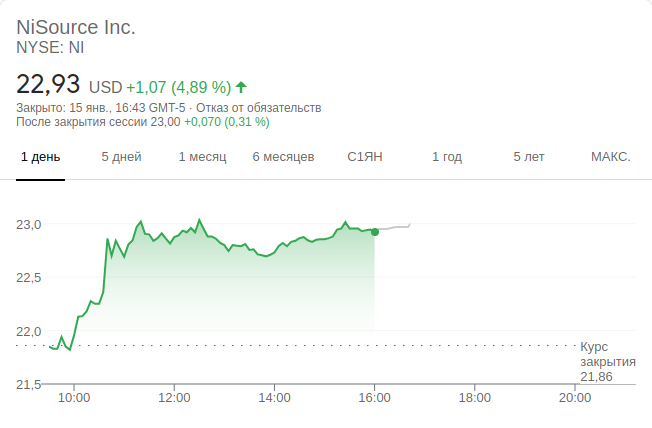 NiSource Inc.
NYSE: NI
22,93 USD +1,07 (4,89 %)
Закрыто: 15 янв., 16:43 GMT-5 · Отказ от обязательств
После закрытия сессии 23,00 +0,070 (0,31 %)
1 день 5 дней 1 месяц 6 месяцев С1ЯН 1 год 5 лет МАКС.
23,0
22,5
22,0
Курс
закрытия
21,86
21,5
10:00 12:00 14:00 16:00 18:00 20:00